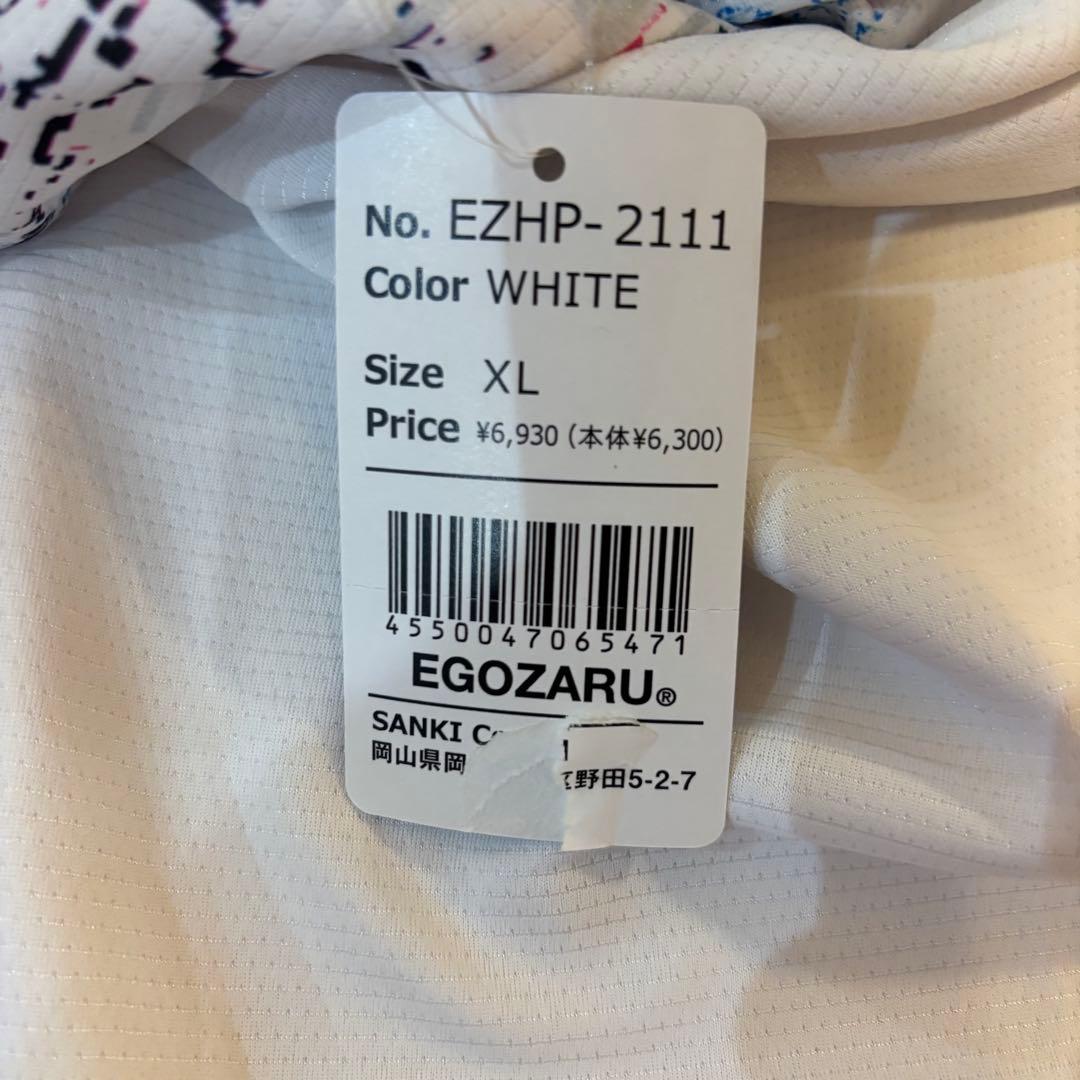 No. EZHP-2111
Color WHITE
Size XL
Price ¥6,930 (本体¥6,300)
4550047065471
EGOZARU®
SANKI
岡山県岡 野田5-2-7